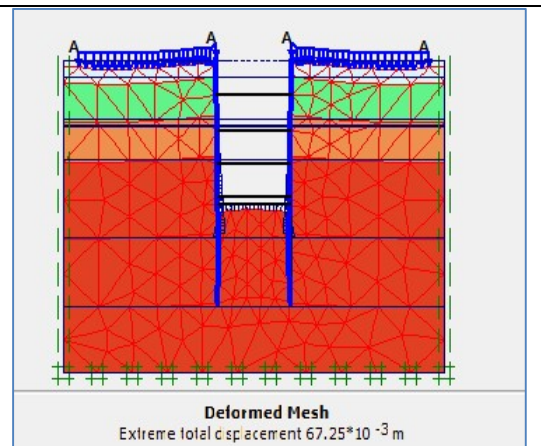 A A A A
Deformed Mesh
Extreme total displacement 67.25*10 -3 m